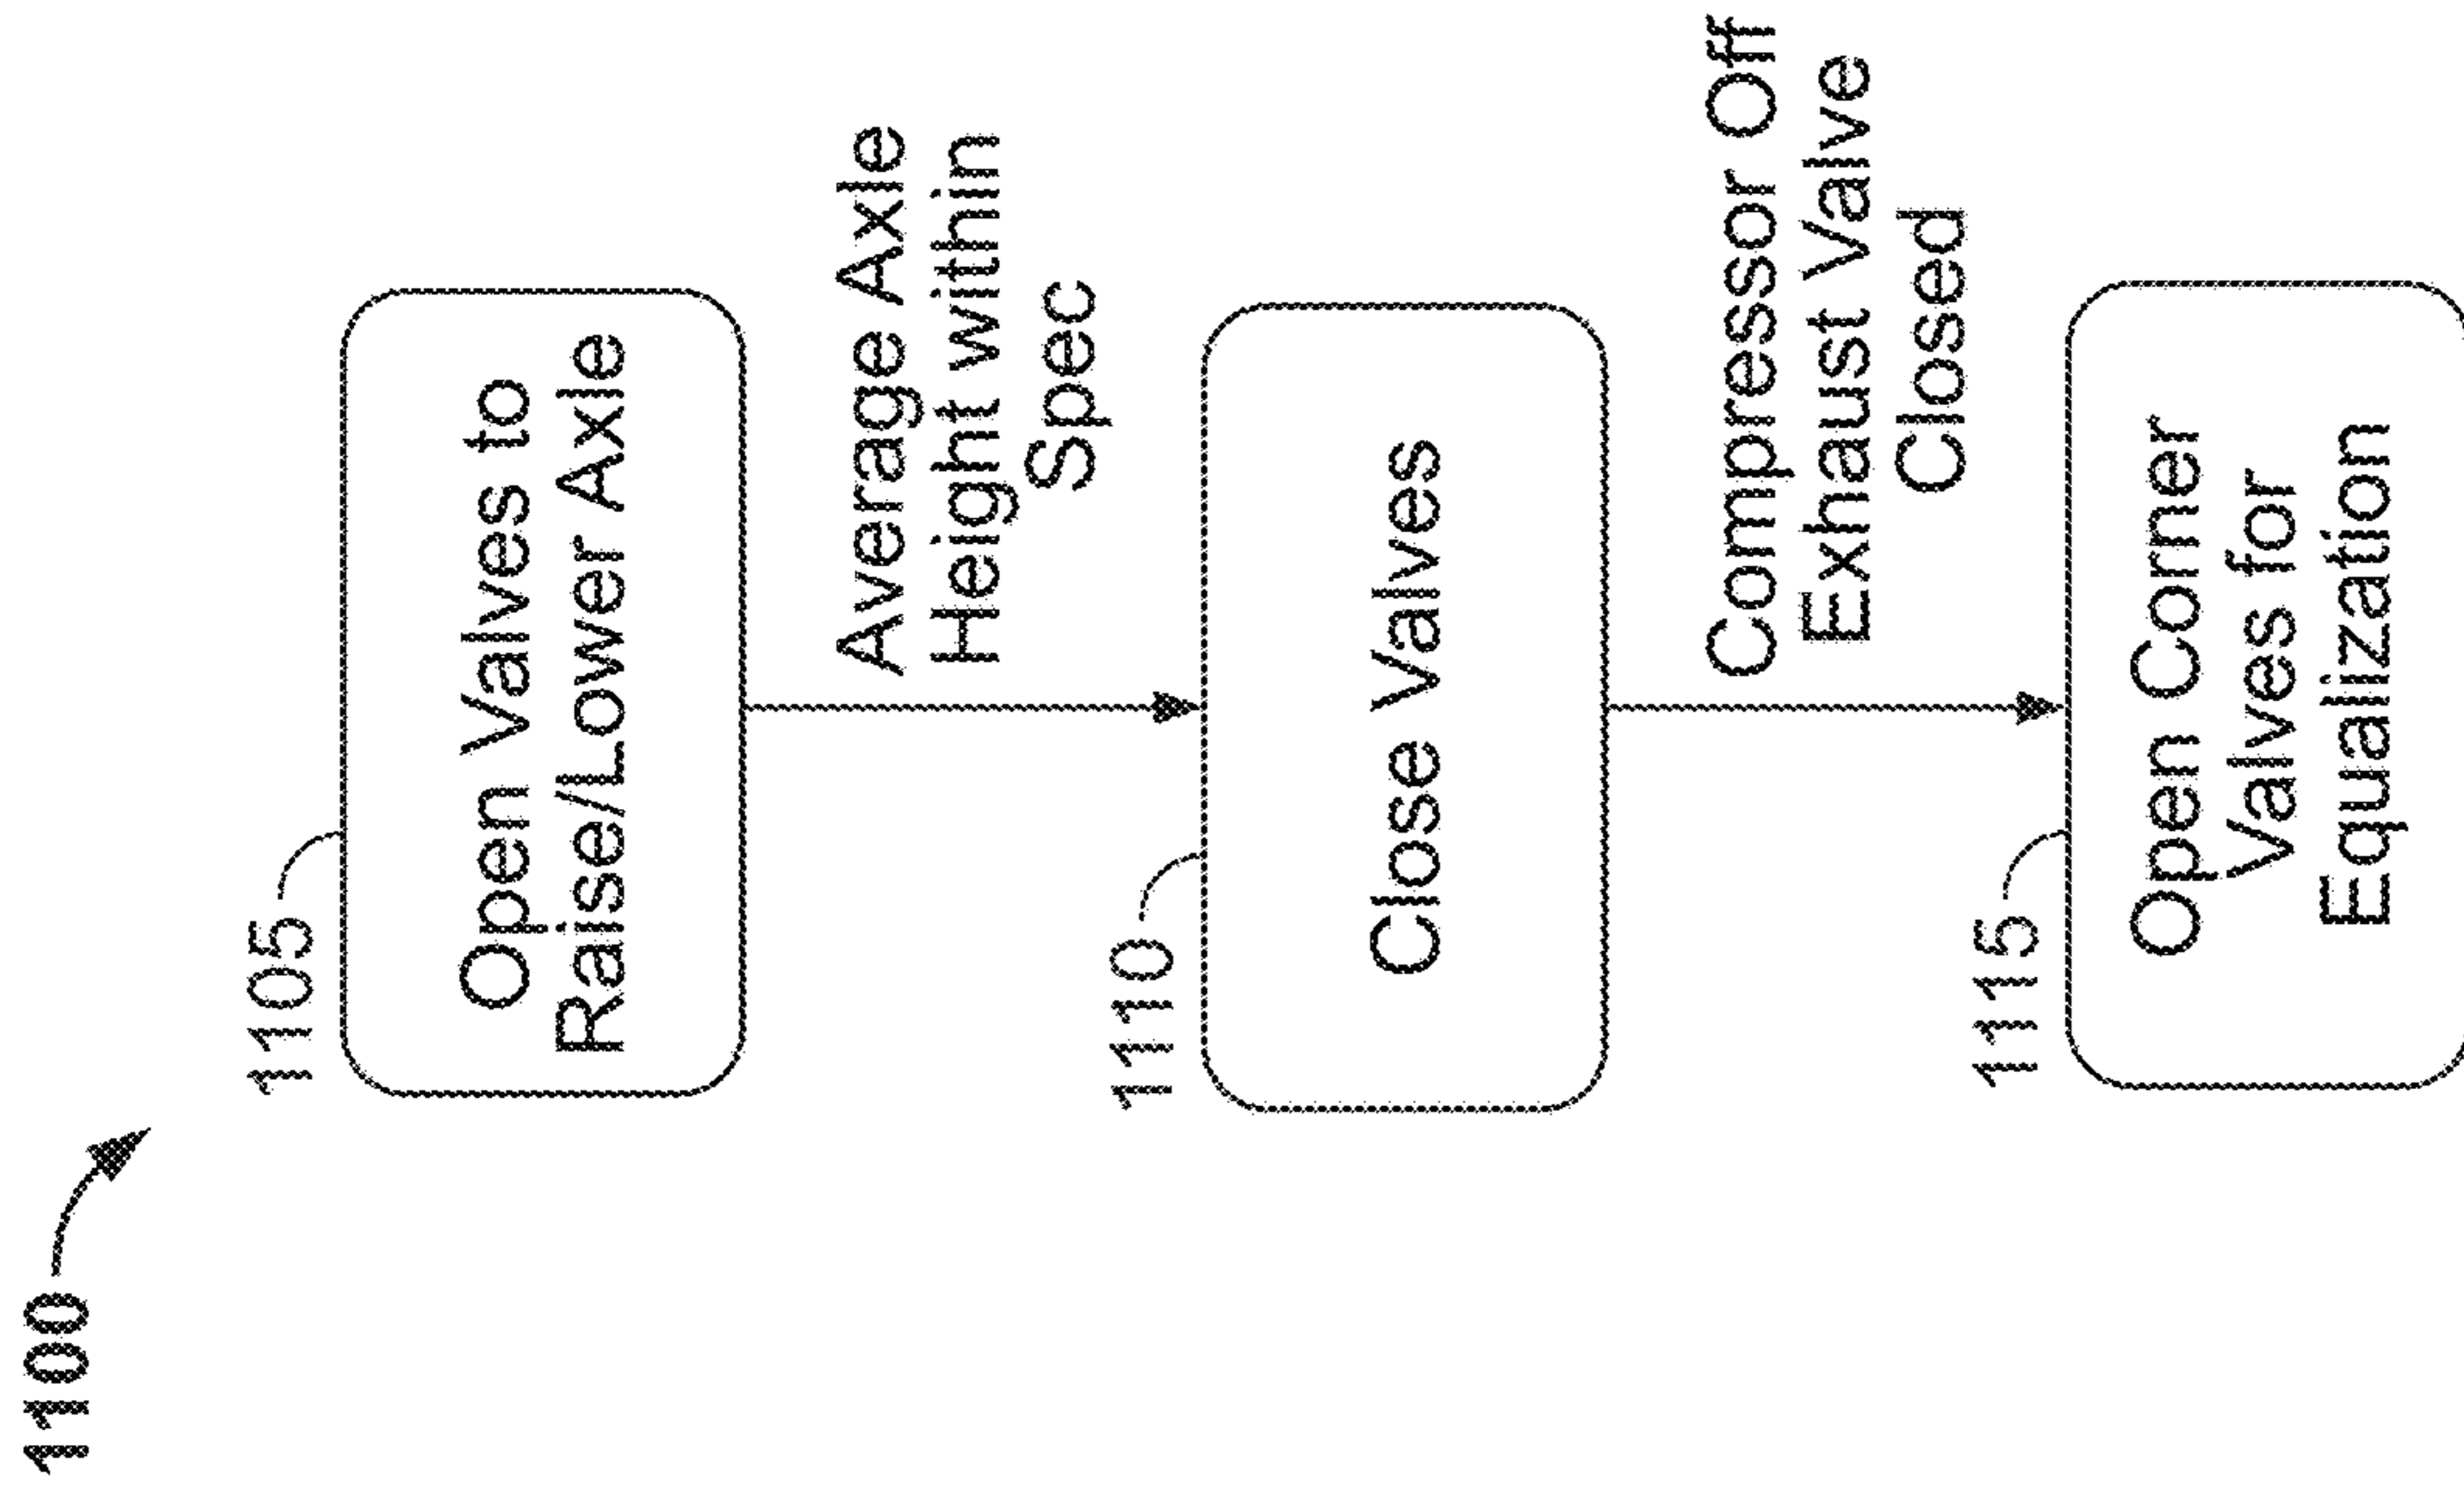 1100
1105
Open Valves to
Raise/Lower Axle
Average Axle
Height within
Spec
1110
Close Valves
Compressor Off
Exhaust Valve
Closed
1115
Open Corner
Valves for
Equalization